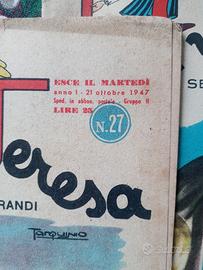 ESCE IL MARTEDÌ
anno I - 21 ottobre 1947
Sped. in abbon. postale - Gruppo II
LIRE 25
N. 27
Teresa
RANDI
TARQUINIO
SE